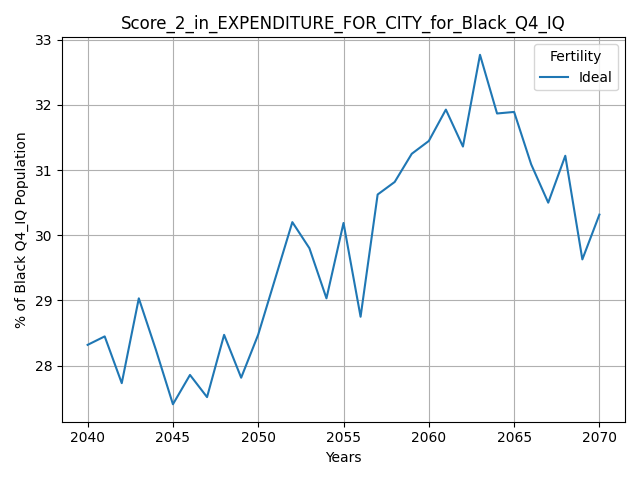 Score_2_in_EXPENDITURE_FOR_CITY_for_Black_Q4_IQ
Fertility
Ideal
% of Black Q4_IQ Population
33
32
31
30
29
28
2040 2045 2050 2055 2060 2065 2070
Years